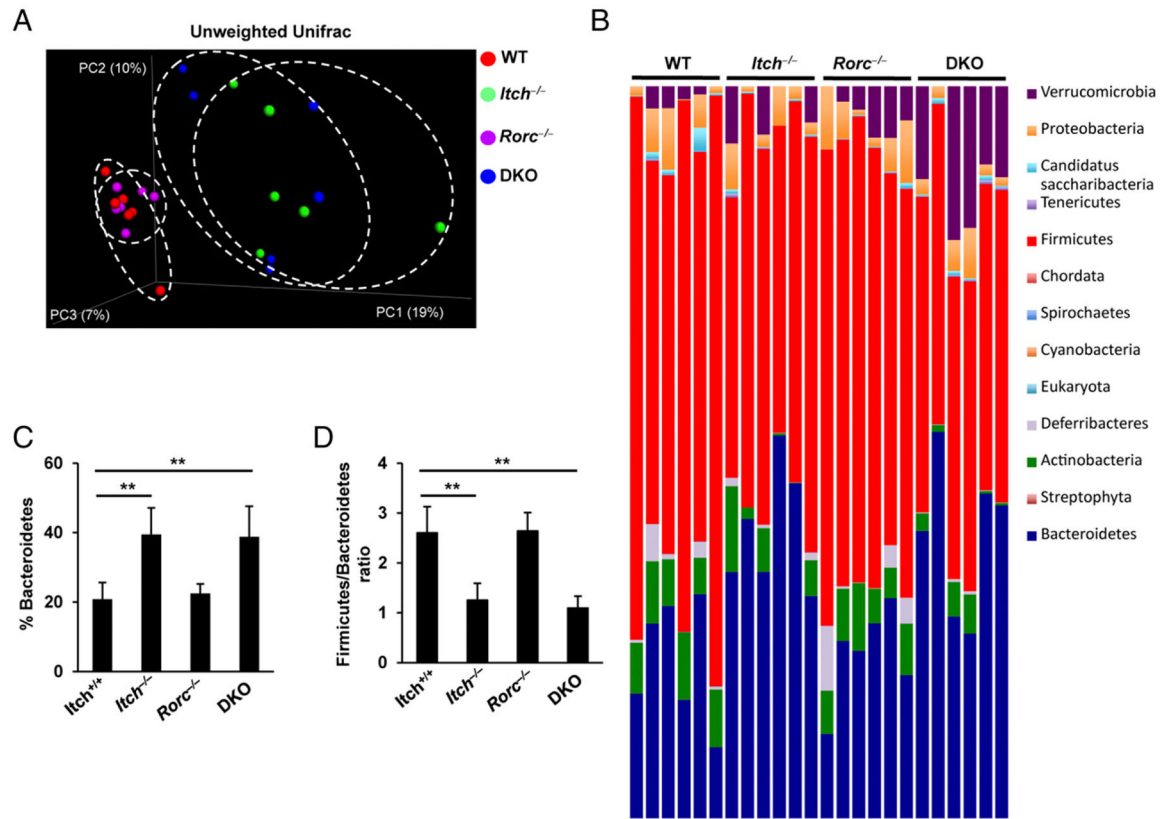 A
Unweighted Unifrac
PC2 (10%)
PC3 (7%)
PC1 (19%)
WT
Itch−/−
Rorc−/−
DKO
B
WT Itch−/− Rorc−/− DKO
Verrucomicrobia
Proteobacteria
Candidatus
saccharibacteria
Tenericutes
Firmicutes
Chordata
Spirochaetes
Cyanobacteria
Eukaryota
Deferribacteres
Actinobacteria
Streptophyta
Bacteroidetes
C
% Bacteroidetes
60
40
20
0
**
**
Itch+/+
Itch−/−
Rorc−/−
DKO
D
Firmicutes/Bacteroidetes
ratio
4
3
2
1
0
**
**
Itch+/+
Itch−/−
Rorc−/−
DKO